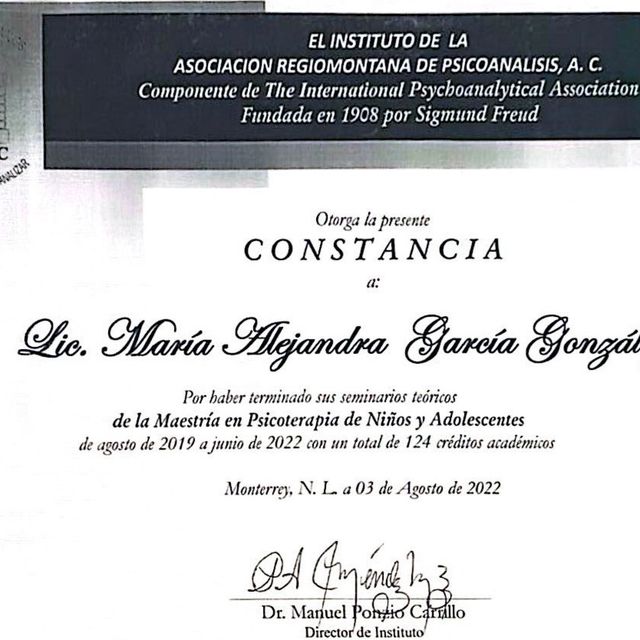 EL INSTITUTO DE LA
ASOCIACION REGIOMONTANA DE PSICOANALISIS, A. C.
Componente de The International Psychoanalytical Association
Fundada en 1908 por Sigmund Freud
C
ANALIZAR
Otorga la presente
CONSTANCIA
a:
Lic. María Alejandra García Gonzál
Por haber terminado sus seminarios teóricos
de la Maestría en Psicoterapia de Niños y Adolescentes
de agosto de 2019 a junio de 2022 con un total de 124 créditos académicos
Monterrey, N. L. a 03 de Agosto de 2022
Dr. Manuel Ponzio Carrillo
Director de Instituto